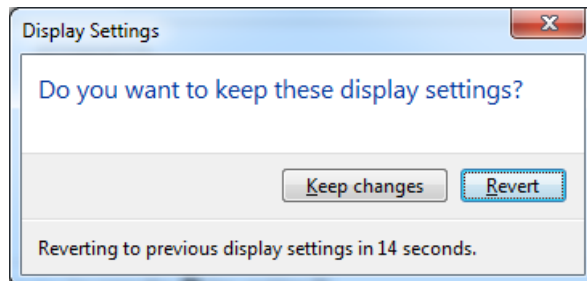 Display Settings
Do you want to keep these display settings?
Keep changes Revert
Reverting to previous display settings in 14 seconds.